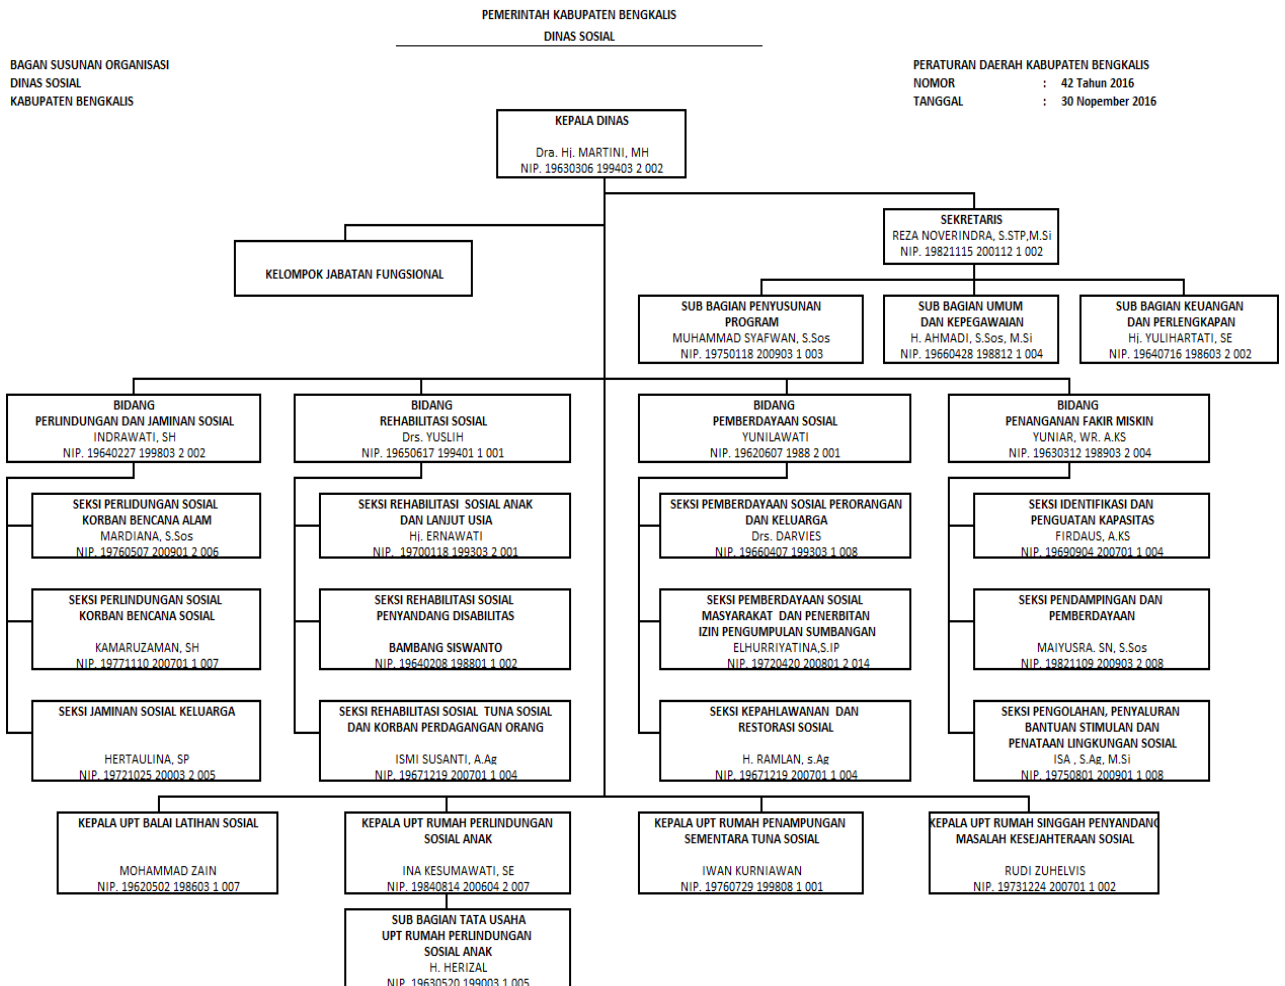 PEMERINTAH KABUPATEN BENGKALIS
DINAS SOSIAL
BAGAN SUSUNAN ORGANISASI
DINAS SOSIAL
KABUPATEN BENGKALIS
PERATURAN DAERAH KABUPATEN BENGKALIS
NOMOR : 42 Tahun 2016
TANGGAL : 30 Nopember 2016
KEPALA DINAS
Dra. Hj. MARTINI, MH
NIP. 19630306 199403 2 002
SEKRETARIS
REZA NOVERINDRA, S.STP,M.Si
NIP. 19821115 200112 1 002
KELOMPOK JABATAN FUNGSIONAL
SUB BAGIAN PENYUSUNAN
PROGRAM
MUHAMMAD SYAFWAN, S.Sos
NIP. 19750118 200903 1 003
SUB BAGIAN UMUM
DAN KEPEGAWAIAN
H. AHMADI, S.Sos, M.Si
NIP. 19660428 198812 1 004
SUB BAGIAN KEUANGAN
DAN PERLENGKAPAN
Hj. YULIHARTATI, SE
NIP. 19640716 198603 2 002
BIDANG
PERLINDUNGAN DAN JAMINAN SOSIAL
INDRAWATI, SH
NIP. 19640227 199803 2 002
BIDANG
REHABILITASI SOSIAL
Drs. YUSLIH
NIP. 19650617 199401 1 001
BIDANG
PEMBERDAYAAN SOSIAL
YUNILAWATI
NIP. 19620607 1988 2 001
BIDANG
PENANGANAN FAKIR MISKIN
YUNIAR, WR. A.KS
NIP. 19630312 198903 2 004
SEKSI PERLIDUNGAN SOSIAL
KORBAN BENCANA ALAM
MARDIANA, S.Sos
NIP. 19760507 200901 2 006
SEKSI REHABILITASI SOSIAL ANAK
DAN LANJUT USIA
Hj. ERNAWATI
NIP. 19700118 199303 2 001
SEKSI PEMBERDAYAAN SOSIAL PERORANGAN
DAN KELUARGA
Drs. DARVIES
NIP. 19660407 199303 1 008
SEKSI IDENTIFIKASI DAN
PENGUATAN KAPASITAS
FIRDAUS, A.KS
NIP. 19690904 200701 1 004
SEKSI PERLINDUNGAN SOSIAL
KORBAN BENCANA SOSIAL
KAMARUZAMAN, SH
NIP. 19771110 200701 1 007
SEKSI REHABILITASI SOSIAL
PENYANDANG DISABILITAS
BAMBANG SISWANTO
NIP. 19640208 198801 1 002
SEKSI PEMBERDAYAAN SOSIAL
MASYARAKAT DAN PENERBITAN
IZIN PENGUMPULAN SUMBANGAN
ELHURRIYATINA,S.IP
NIP. 19720420 200801 2 014
SEKSI PENDAMPINGAN DAN
PEMBERDAYAAN
MAIYUSRA. SN, S.Sos
NIP. 19821109 200903 2 008
SEKSI JAMINAN SOSIAL KELUARGA
HERTAULINA, SP
NIP. 19721025 20003 2 005
SEKSI REHABILITASI SOSIAL TUNA SOSIAL
DAN KORBAN PERDAGANGAN ORANG
ISMI SUSANTI, A.Ag
NIP. 19671219 200701 1 004
SEKSI KEPAHLAWANAN DAN
RESTORASI SOSIAL
H. RAMLAN, s.Ag
NIP. 19671219 200701 1 004
SEKSI PENGOLAHAN, PENYALURAN
BANTUAN STIMULAN DAN
PENATAAN LINGKUNGAN SOSIAL
ISA , S.Ag, M.Si
NIP. 19750801 200901 1 008
KEPALA UPT BALAI LATIHAN SOSIAL
MOHAMMAD ZAIN
NIP. 19620502 198603 1 007
KEPALA UPT RUMAH PERLINDUNGAN
SOSIAL ANAK
INA KESUMAWATI, SE
NIP. 19840814 200604 2 007
KEPALA UPT RUMAH PENAMPUNGAN
SEMENTARA TUNA SOSIAL
IWAN KURNIAWAN
NIP. 19760729 199808 1 001
KEPALA UPT RUMAH SINGGAH PENYANDANG
MASALAH KESEJAHTERAAN SOSIAL
RUDI ZUHELVIS
NIP. 19731224 200701 1 002
SUB BAGIAN TATA USAHA
UPT RUMAH PERLINDUNGAN
SOSIAL ANAK
H. HERIZAL
NIP. 19630520 199003 1 005